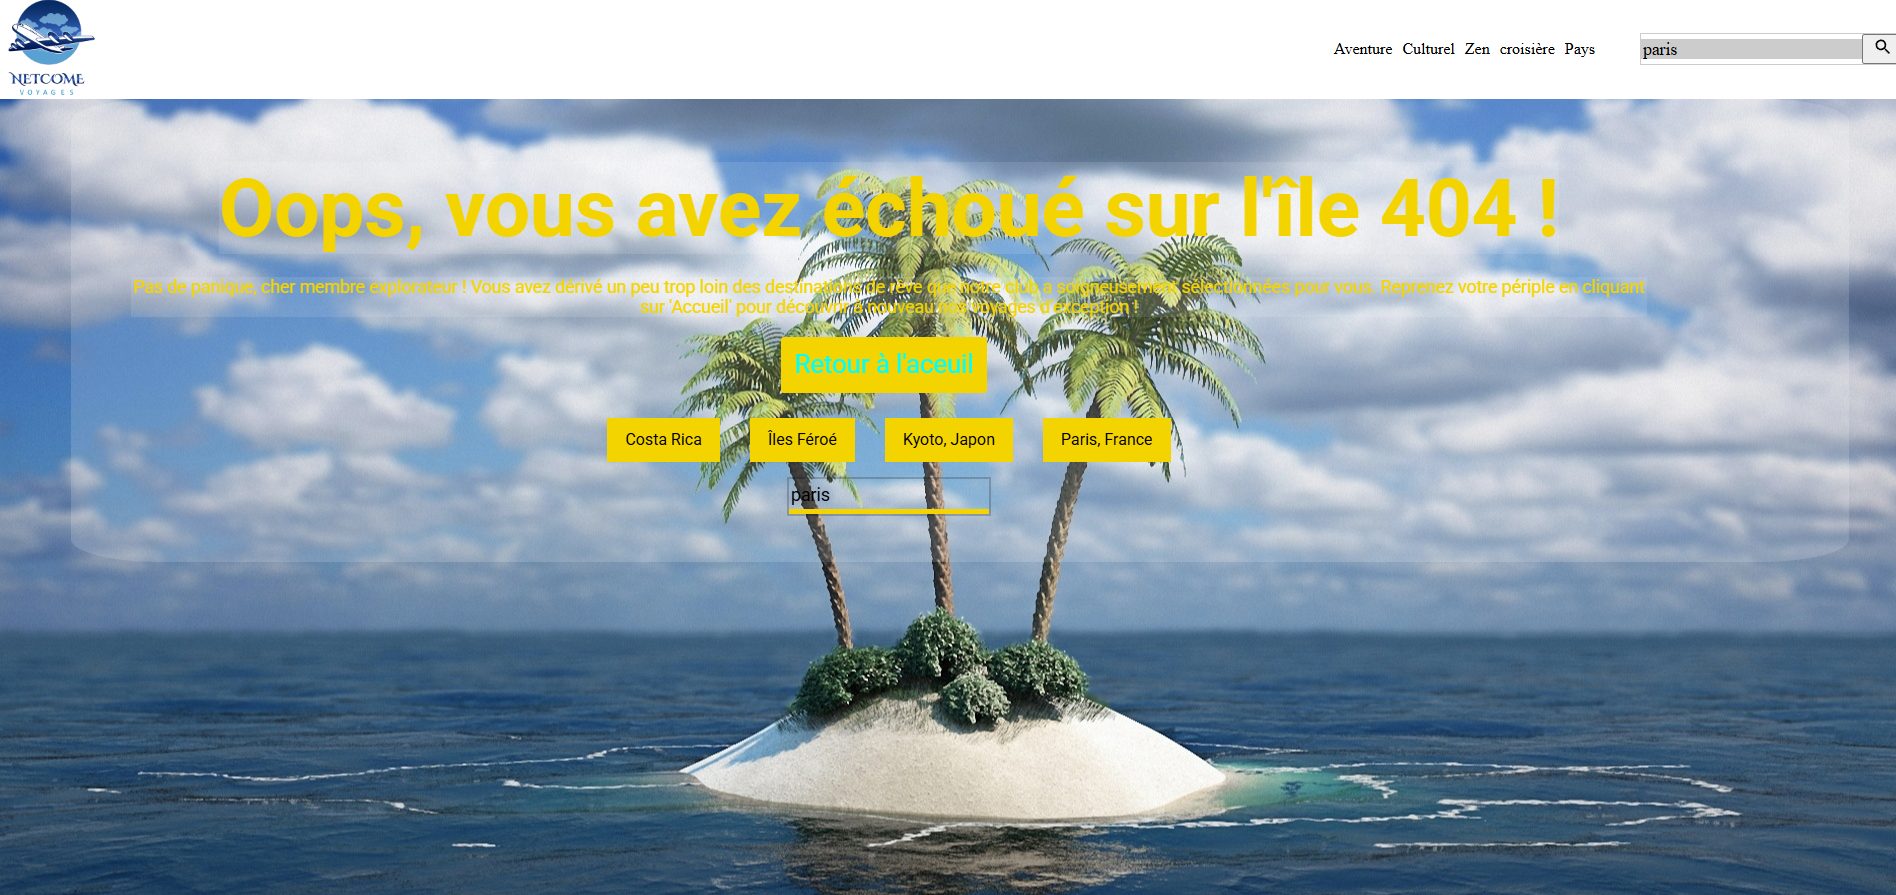 NETCOME
VOYAGES
Aventure Culturel Zen croisière Pays
paris
Oops, vous avez échoué sur l'île 404 !
Pas de panique, cher membre explorateur ! Vous avez dérivé un peu trop loin des destinations de rêve que notre club a soigneusement sélectionnées pour vous. Reprenez votre périple en cliquant
sur 'Accueil' pour découvrir à nouveau nos voyages d'exception !
Retour à l'aceuil
Costa Rica
Îles Féroé
Kyoto, Japon
Paris, France
paris